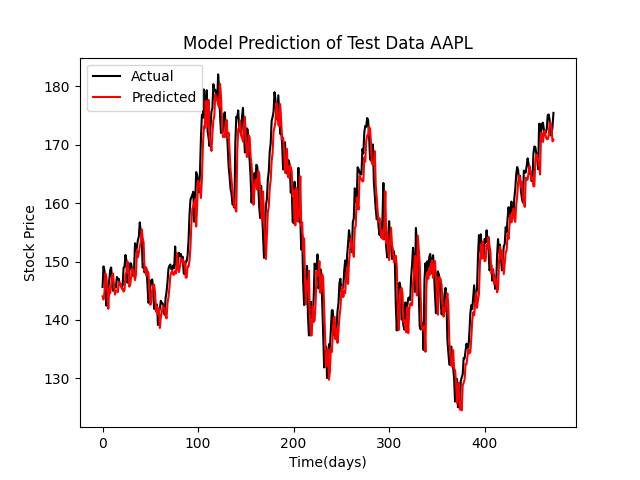 Model Prediction of Test Data AAPL
Actual
Predicted
Stock Price
180
170
160
150
140
130
0 100 200 300 400
Time(days)